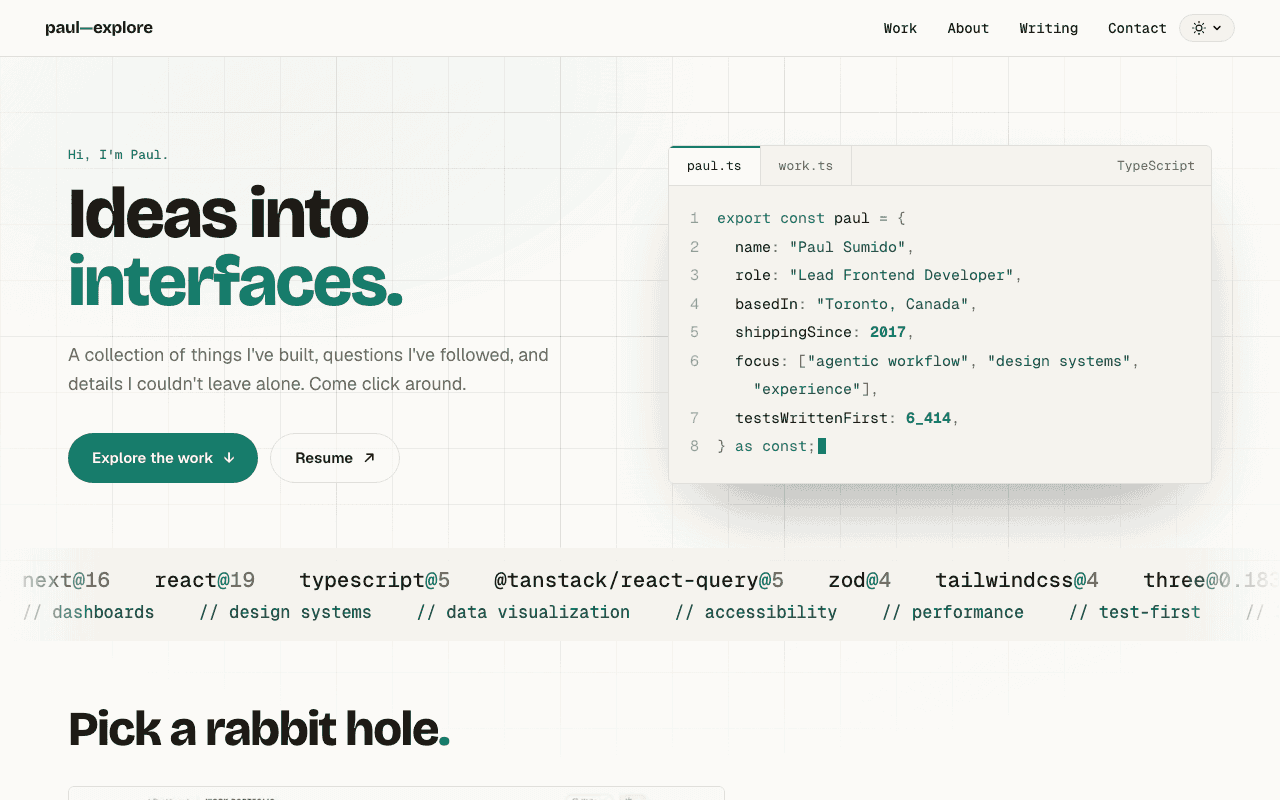 paul—explore
Work About Writing Contact
Hi, I'm Paul.
Ideas into
interfaces.
A collection of things I've built, questions I've followed, and
details I couldn't leave alone. Come click around.
Explore the work ↓ Resume ↗
paul.ts work.ts TypeScript
1 export const paul = {
2 name: "Paul Sumido",
3 role: "Lead Frontend Developer",
4 basedIn: "Toronto, Canada",
5 shippingSince: 2017,
6 focus: ["agentic workflow", "design systems",
"experience"],
7 testsWrittenFirst: 6_414,
8 } as const;
next@16 react@19 typescript@5 @tanstack/react-query@5 zod@4 tailwindcss@4 three@0.183
// dashboards // design systems // data visualization // accessibility // performance // test-first //
Pick a rabbit hole.